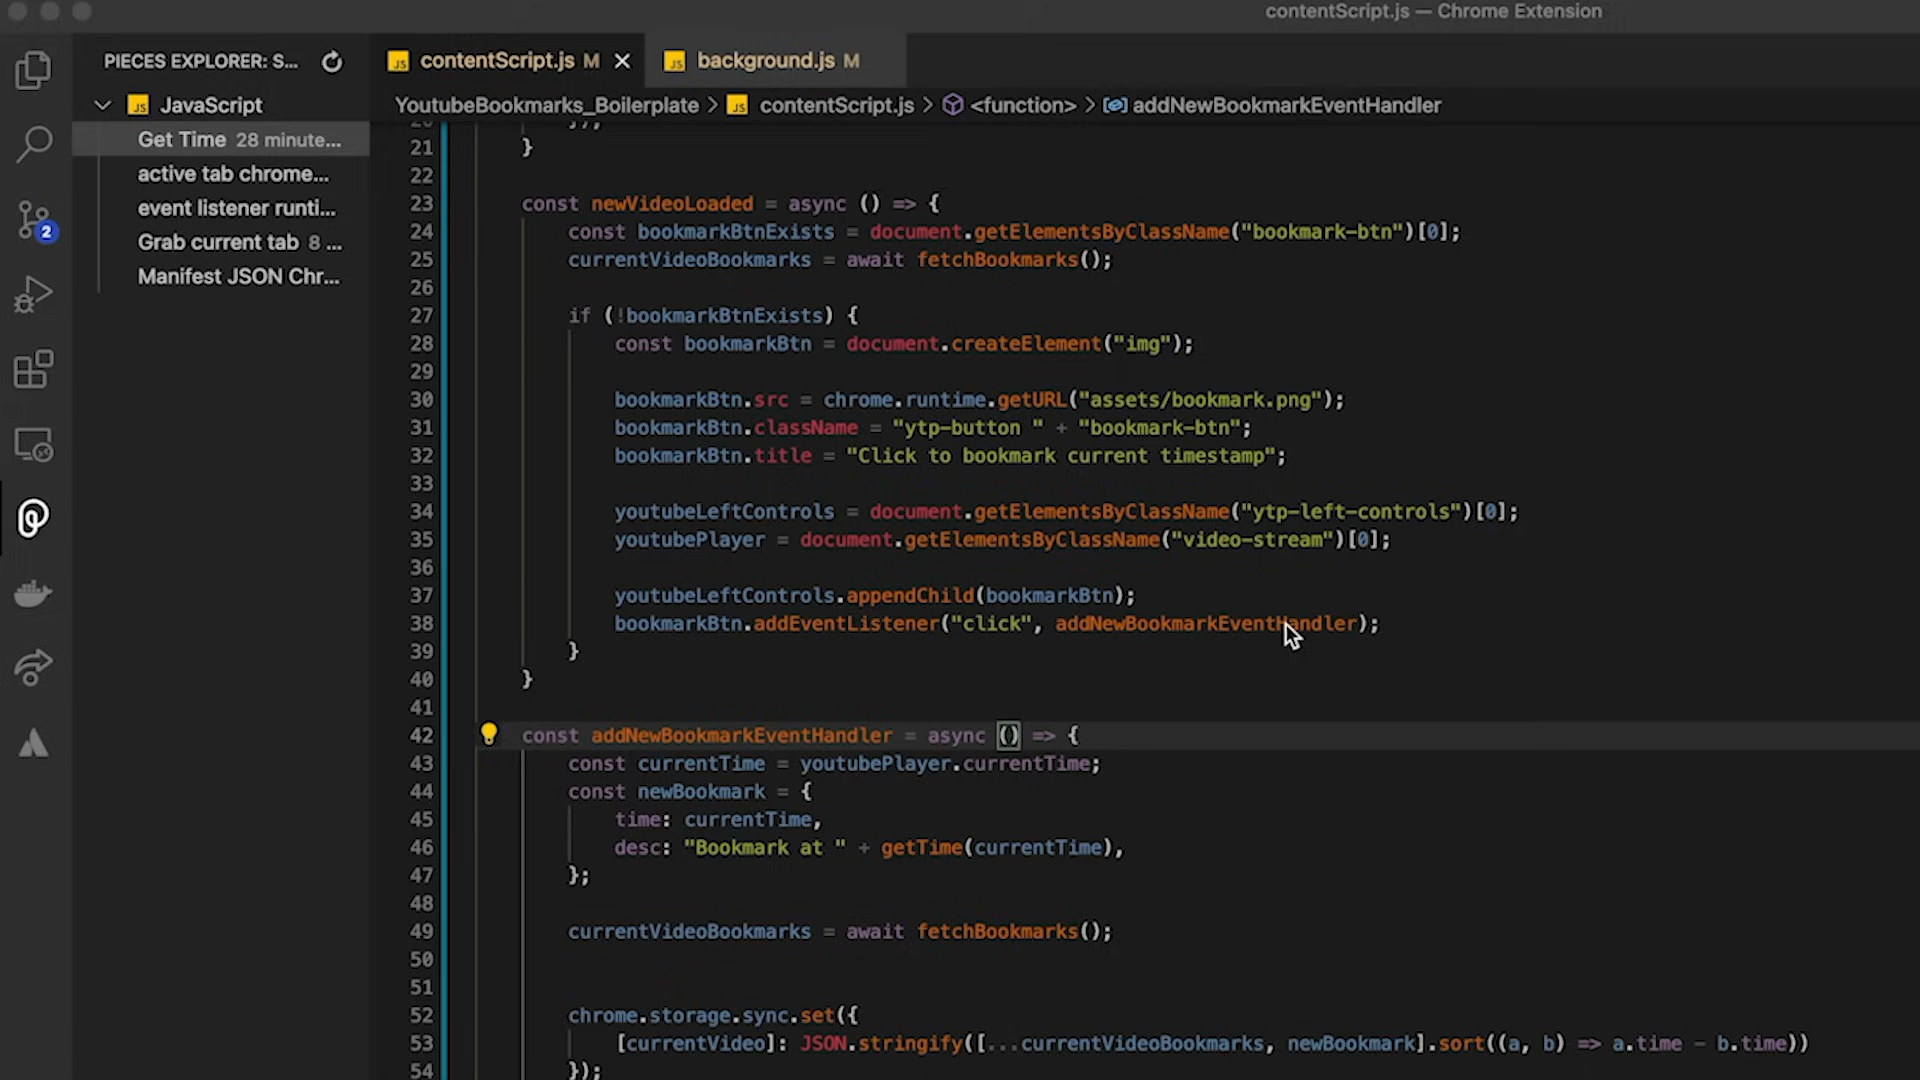 contentScript.js — Chrome Extension
PIECES EXPLORER: S...
contentScript.js M
background.js M
JavaScript
YoutubeBookmarks_Boilerplate > contentScript.js > <function> > addNewBookmarkEventHandler
Get Time 28 minute...
active tab chrome...
event listener runti...
Grab current tab 8 ...
Manifest JSON Chr...
2
20 });
21 }
22
23 const newVideoLoaded = async () => {
24 const bookmarkBtnExists = document.getElementsByClassName("bookmark-btn")[0];
25 currentVideoBookmarks = await fetchBookmarks();
26
27 if (!bookmarkBtnExists) {
28 const bookmarkBtn = document.createElement("img");
29
30 bookmarkBtn.src = chrome.runtime.getURL("assets/bookmark.png");
31 bookmarkBtn.className = "ytp-button " + "bookmark-btn";
32 bookmarkBtn.title = "Click to bookmark current timestamp";
33
34 youtubeLeftControls = document.getElementsByClassName("ytp-left-controls")[0];
35 youtubePlayer = document.getElementsByClassName("video-stream")[0];
36
37 youtubeLeftControls.appendChild(bookmarkBtn);
38 bookmarkBtn.addEventListener("click", addNewBookmarkEventHandler);
39 }
40 }
41
42 const addNewBookmarkEventHandler = async () => {
43 const currentTime = youtubePlayer.currentTime;
44 const newBookmark = {
45 time: currentTime,
46 desc: "Bookmark at " + getTime(currentTime),
47 };
48
49 currentVideoBookmarks = await fetchBookmarks();
50
51
52 chrome.storage.sync.set({
53 [currentVideo]: JSON.stringify([...currentVideoBookmarks, newBookmark].sort((a, b) => a.time - b.time))
54 });